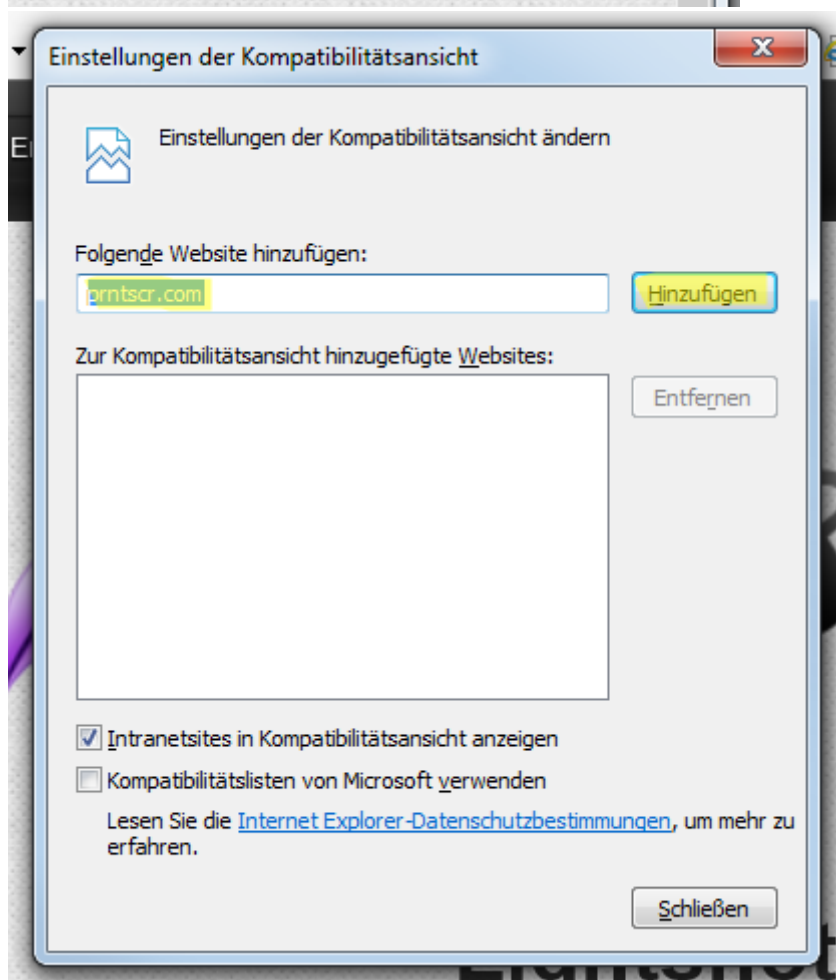 Einstellungen der Kompatibilitätsansicht
Einstellungen der Kompatibilitätsansicht ändern
Folgende Website hinzufügen:
prntscr.com
Hinzufügen
Zur Kompatibilitätsansicht hinzugefügte Websites:
Entfernen
Intranetsites in Kompatibilitätsansicht anzeigen
Kompatibilitätslisten von Microsoft verwenden
Lesen Sie die Internet Explorer-Datenschutzbestimmungen, um mehr zu
erfahren.
Schließen